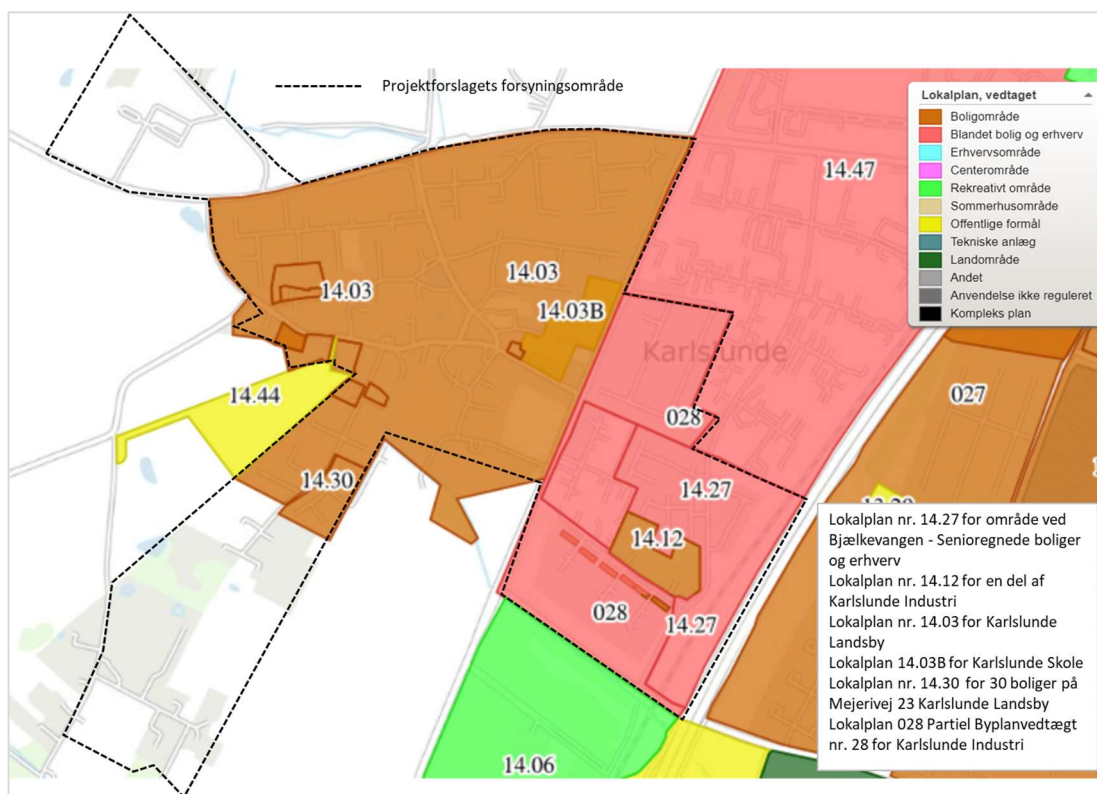 Projektforslagets forsyningsområde
Lokalplan, vedtaget
Boligområde
Blandet bolig og erhverv
Erhvervsområde
Centerområde
Rekreativt område
Sommerhusområde
Offentlige formål
Tekniske anlæg
Landområde
Andet
Anvendelse ikke reguleret
Kompleks plan
14.47
14.03
14.03
14.03B
Karlslunde
14.44
028
027
14.30
14.27
14.12
028
14.27
14.06
Lokalplan nr. 14.27 for område ved
Bjælkevangen - Senioregnede boliger
og erhverv
Lokalplan nr. 14.12 for en del af
Karlslunde Industri
Lokalplan nr. 14.03 for Karlslunde
Landsby
Lokalplan 14.03B for Karlslunde Skole
Lokalplan nr. 14.30 for 30 boliger på
Mejerivej 23 Karlslunde Landsby
Lokalplan 028 Partiel Byplanvedtægt
nr. 28 for Karlslunde Industri